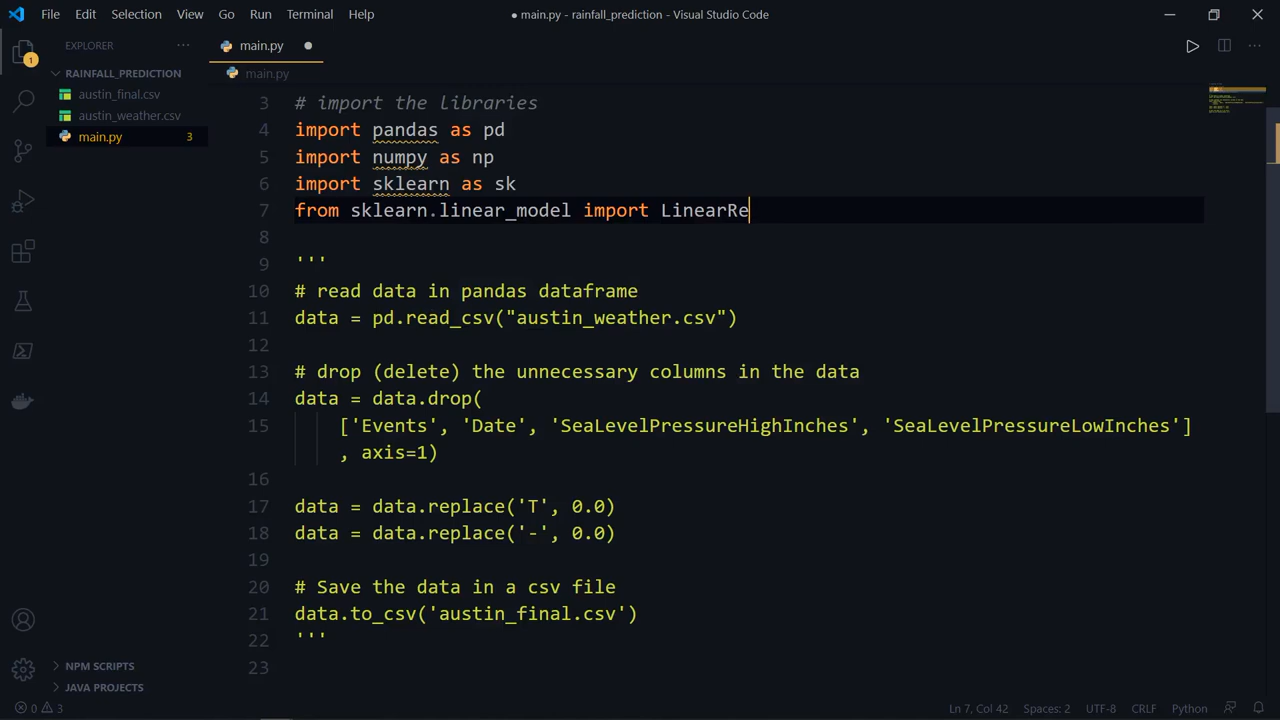 File Edit Selection View Go Run Terminal Help
● main.py - rainfall_prediction - Visual Studio Code
EXPLORER
main.py
1
RAINFALL_PREDICTION
main.py
austin_final.csv
austin_weather.csv
main.py 3
3 # import the libraries
4 import pandas as pd
5 import numpy as np
6 import sklearn as sk
7 from sklearn.linear_model import LinearRe
8
9 '''
10 # read data in pandas dataframe
11 data = pd.read_csv("austin_weather.csv")
12
13 # drop (delete) the unnecessary columns in the data
14 data = data.drop(
15 ['Events', 'Date', 'SeaLevelPressureHighInches', 'SeaLevelPressureLowInches']
, axis=1)
16
17 data = data.replace('T', 0.0)
18 data = data.replace('-', 0.0)
19
20 # Save the data in a csv file
21 data.to_csv('austin_final.csv')
22 '''
23
NPM SCRIPTS
JAVA PROJECTS
0 3
Ln 7, Col 42 Spaces: 2 UTF-8 CRLF Python